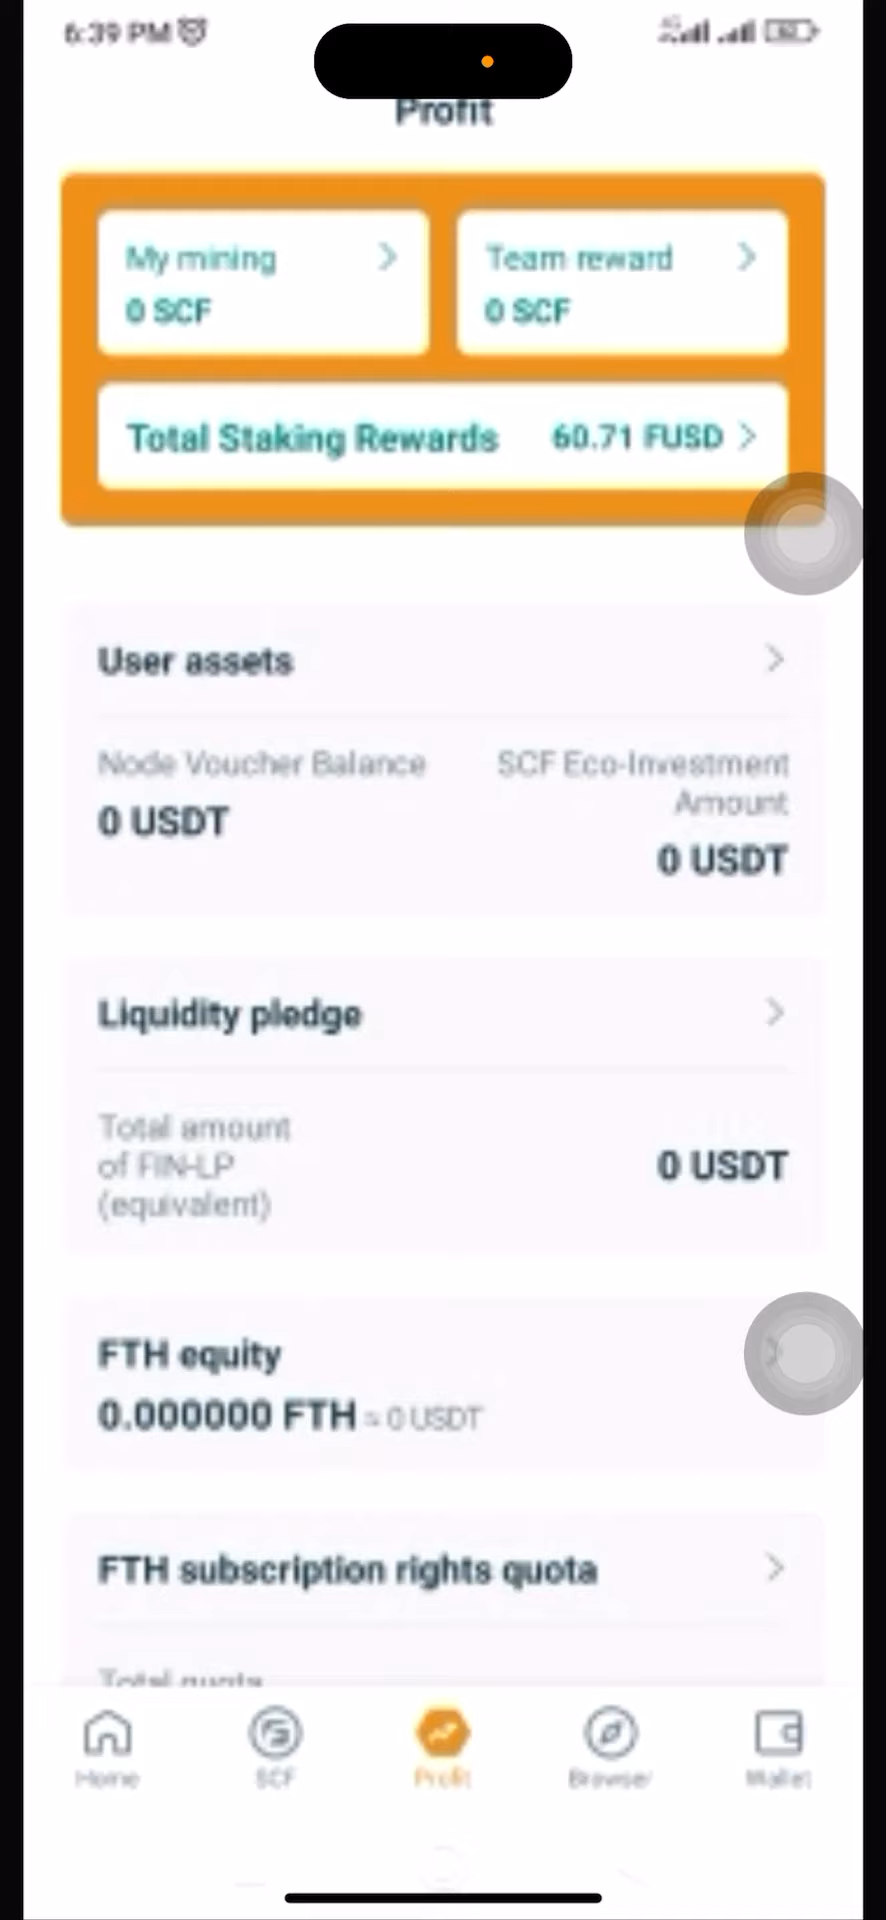 6:39 PM
Profit
My mining
0 SCF
Team reward
0 SCF
Total Staking Rewards
60.71 FUSD
User assets
Node Voucher Balance
0 USDT
SCF Eco-Investment
Amount
0 USDT
Liquidity pledge
Total amount
of FIN-LP
(equivalent)
0 USDT
FTH equity
0.000000 FTH ≈ 0 USDT
FTH subscription rights quota
Total quota
Home
SCF
Profit
Browser
Wallet